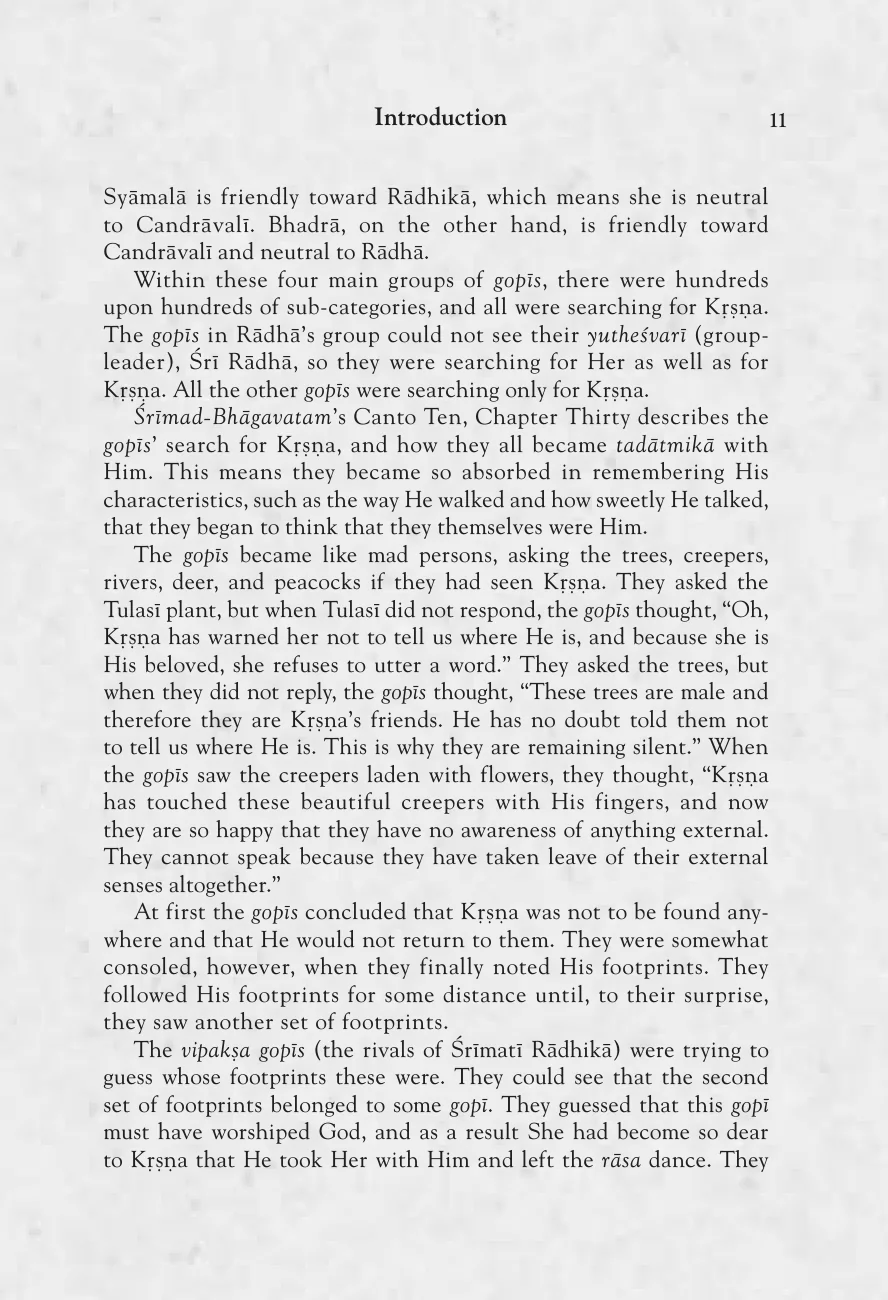 Introduction
11
Syāmalā is friendly toward Rādhikā, which means she is neutral
to Candrāvalī. Bhadrā, on the other hand, is friendly toward
Candrāvalī and neutral to Rādhā.
Within these four main groups of gopīs, there were hundreds
upon hundreds of sub-categories, and all were searching for Kṛṣṇa.
The gopīs in Rādhā’s group could not see their yutheśvarī (group-
leader), Śrī Rādhā, so they were searching for Her as well as for
Kṛṣṇa. All the other gopīs were searching only for Kṛṣṇa.
Śrīmad-Bhāgavatam’s Canto Ten, Chapter Thirty describes the
gopīs’ search for Kṛṣṇa, and how they all became tadātmikā with
Him. This means they became so absorbed in remembering His
characteristics, such as the way He walked and how sweetly He talked,
that they began to think that they themselves were Him.
The gopīs became like mad persons, asking the trees, creepers,
rivers, deer, and peacocks if they had seen Kṛṣṇa. They asked the
Tulasī plant, but when Tulasī did not respond, the gopīs thought, “Oh,
Kṛṣṇa has warned her not to tell us where He is, and because she is
His beloved, she refuses to utter a word.” They asked the trees, but
when they did not reply, the gopīs thought, “These trees are male and
therefore they are Kṛṣṇa’s friends. He has no doubt told them not
to tell us where He is. This is why they are remaining silent.” When
the gopīs saw the creepers laden with flowers, they thought, “Kṛṣṇa
has touched these beautiful creepers with His fingers, and now
they are so happy that they have no awareness of anything external.
They cannot speak because they have taken leave of their external
senses altogether.”
At first the gopīs concluded that Kṛṣṇa was not to be found any-
where and that He would not return to them. They were somewhat
consoled, however, when they finally noted His footprints. They
followed His footprints for some distance until, to their surprise,
they saw another set of footprints.
The vipakṣa gopīs (the rivals of Śrīmatī Rādhikā) were trying to
guess whose footprints these were. They could see that the second
set of footprints belonged to some gopī. They guessed that this gopī
must have worshiped God, and as a result She had become so dear
to Kṛṣṇa that He took Her with Him and left the rāsa dance. They